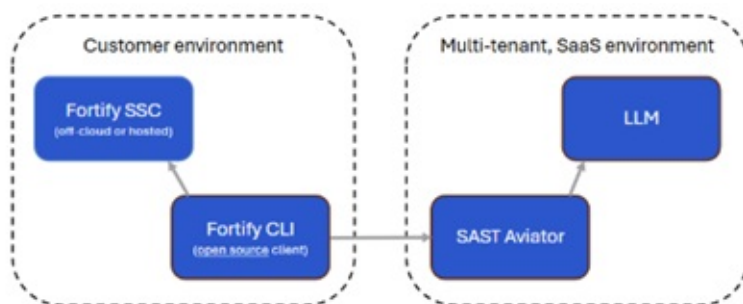 Customer environment
Multi-tenant, SaaS environment
Fortify SSC
(off-cloud or hosted)
LLM
Fortify CLI
(open source client)
SAST Aviator